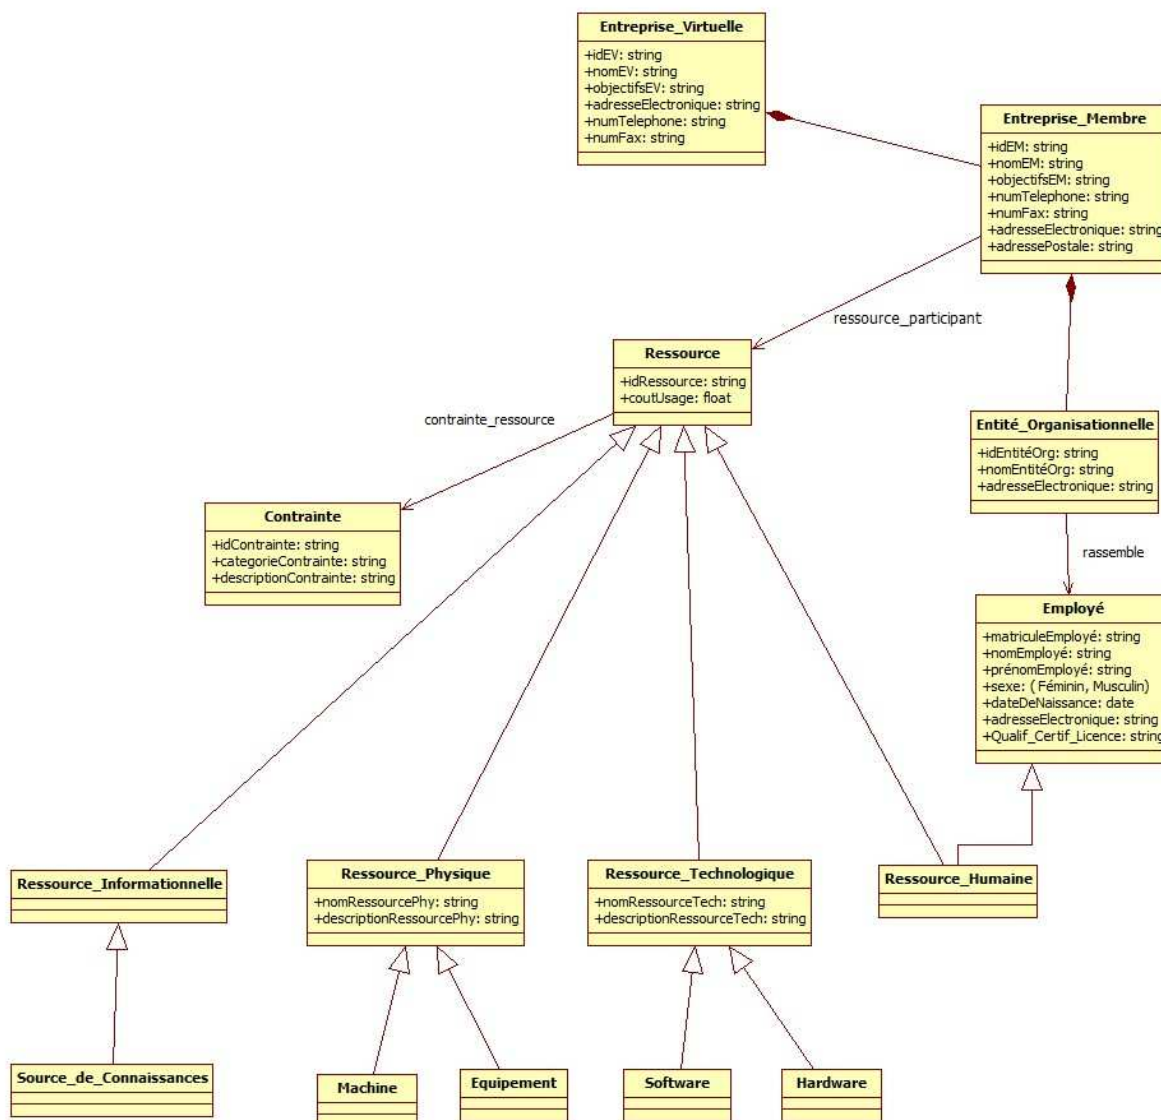 Entreprise_Virtuelle
+idEV: string
+nomEV: string
+objectifsEV: string
+adresseElectronique: string
+numTelephone: string
+numFax: string
Entreprise_Membre
+idEM: string
+nomEM: string
+objectifsEM: string
+numTelephone: string
+numFax: string
+adresseElectronique: string
+adressePostale: string
ressource_participant
Ressource
+idRessource: string
+coutUsage: float
contrainte_ressource
Entité_Organisationnelle
+idEntitéOrg: string
+nomEntitéOrg: string
+adresseElectronique: string
Contrainte
+idContrainte: string
+categorieContrainte: string
+descriptionContrainte: string
rassemble
Employé
+matriculeEmployé: string
+nomEmployé: string
+prénomEmployé: string
+sexe: (Féminin, Musculin)
+dateDeNaissance: date
+adresseElectronique: string
+Qualif_Certif_Licence: string
Ressource_Informationnelle
Ressource_Physique
+nomRessourcePhy: string
+descriptionRessourcePhy: string
Ressource_Technologique
+nomRessourceTech: string
+descriptionRessourceTech: string
Ressource_Humaine
Source_de_Connaissances
Machine
Equipement
Software
Hardware